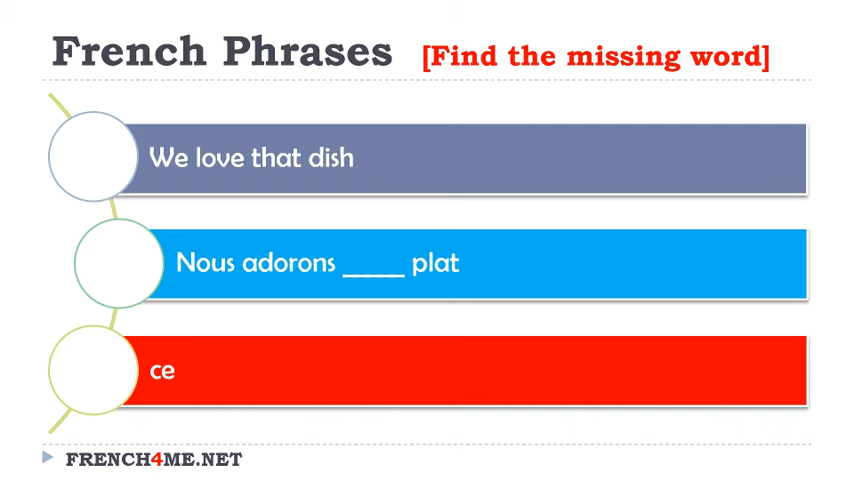 French Phrases [Find the missing word]
We love that dish
Nous adorons _____ plat
ce
FRENCH4ME.NET